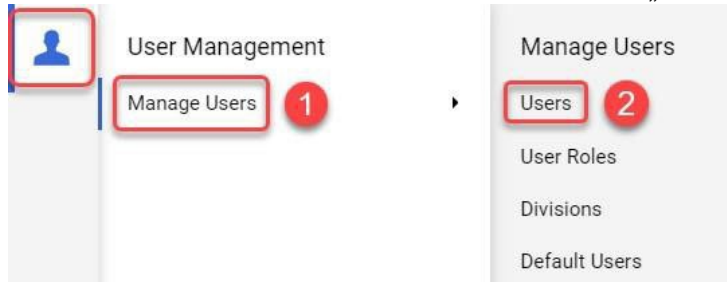 User Management
Manage Users
1
Manage Users
Users
2
User Roles
Divisions
Default Users